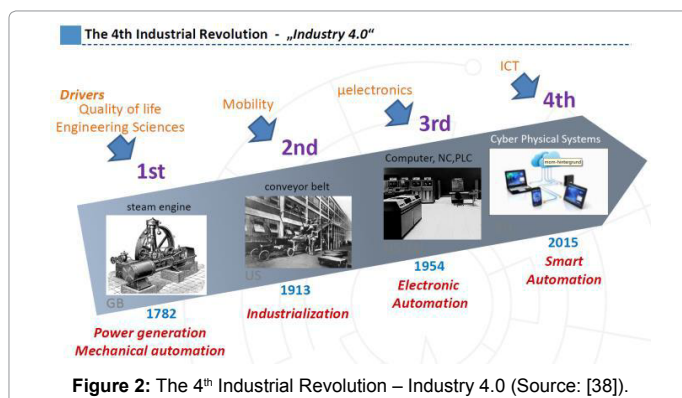 The 4th Industrial Revolution - „Industry 4.0“
Drivers
Quality of life
Engineering Sciences
1st
steam engine
GB
1782
Power generation
Mechanical automation
Mobility
2nd
conveyor belt
US
1913
Industrialization
µelectronics
3rd
Computer, NC,PLC
1954
Electronic
Automation
ICT
4th
Cyber Physical Systems
2015
Smart
Automation
Figure 2: The 4th Industrial Revolution – Industry 4.0 (Source: [38]).